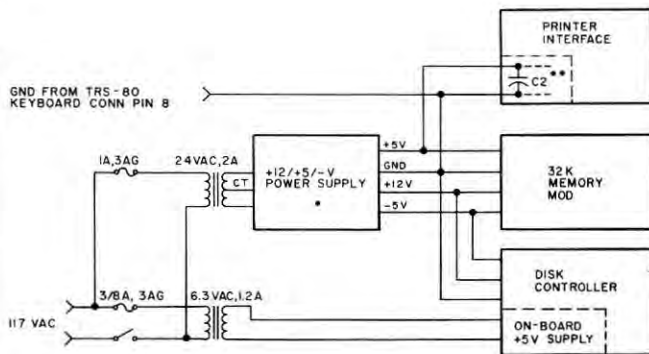 PRINTER
INTERFACE
**
C2
GND FROM TRS-80
KEYBOARD CONN PIN 8
1A,3AG
24VAC,2A
CT
+12/+5/-V
POWER SUPPLY
*
+5V
GND
+12V
-5V
32K
MEMORY
MOD
DISK
CONTROLLER
3/8A, 3AG
6.3VAC,1.2A
117 VAC
ON-BOARD
+5V SUPPLY